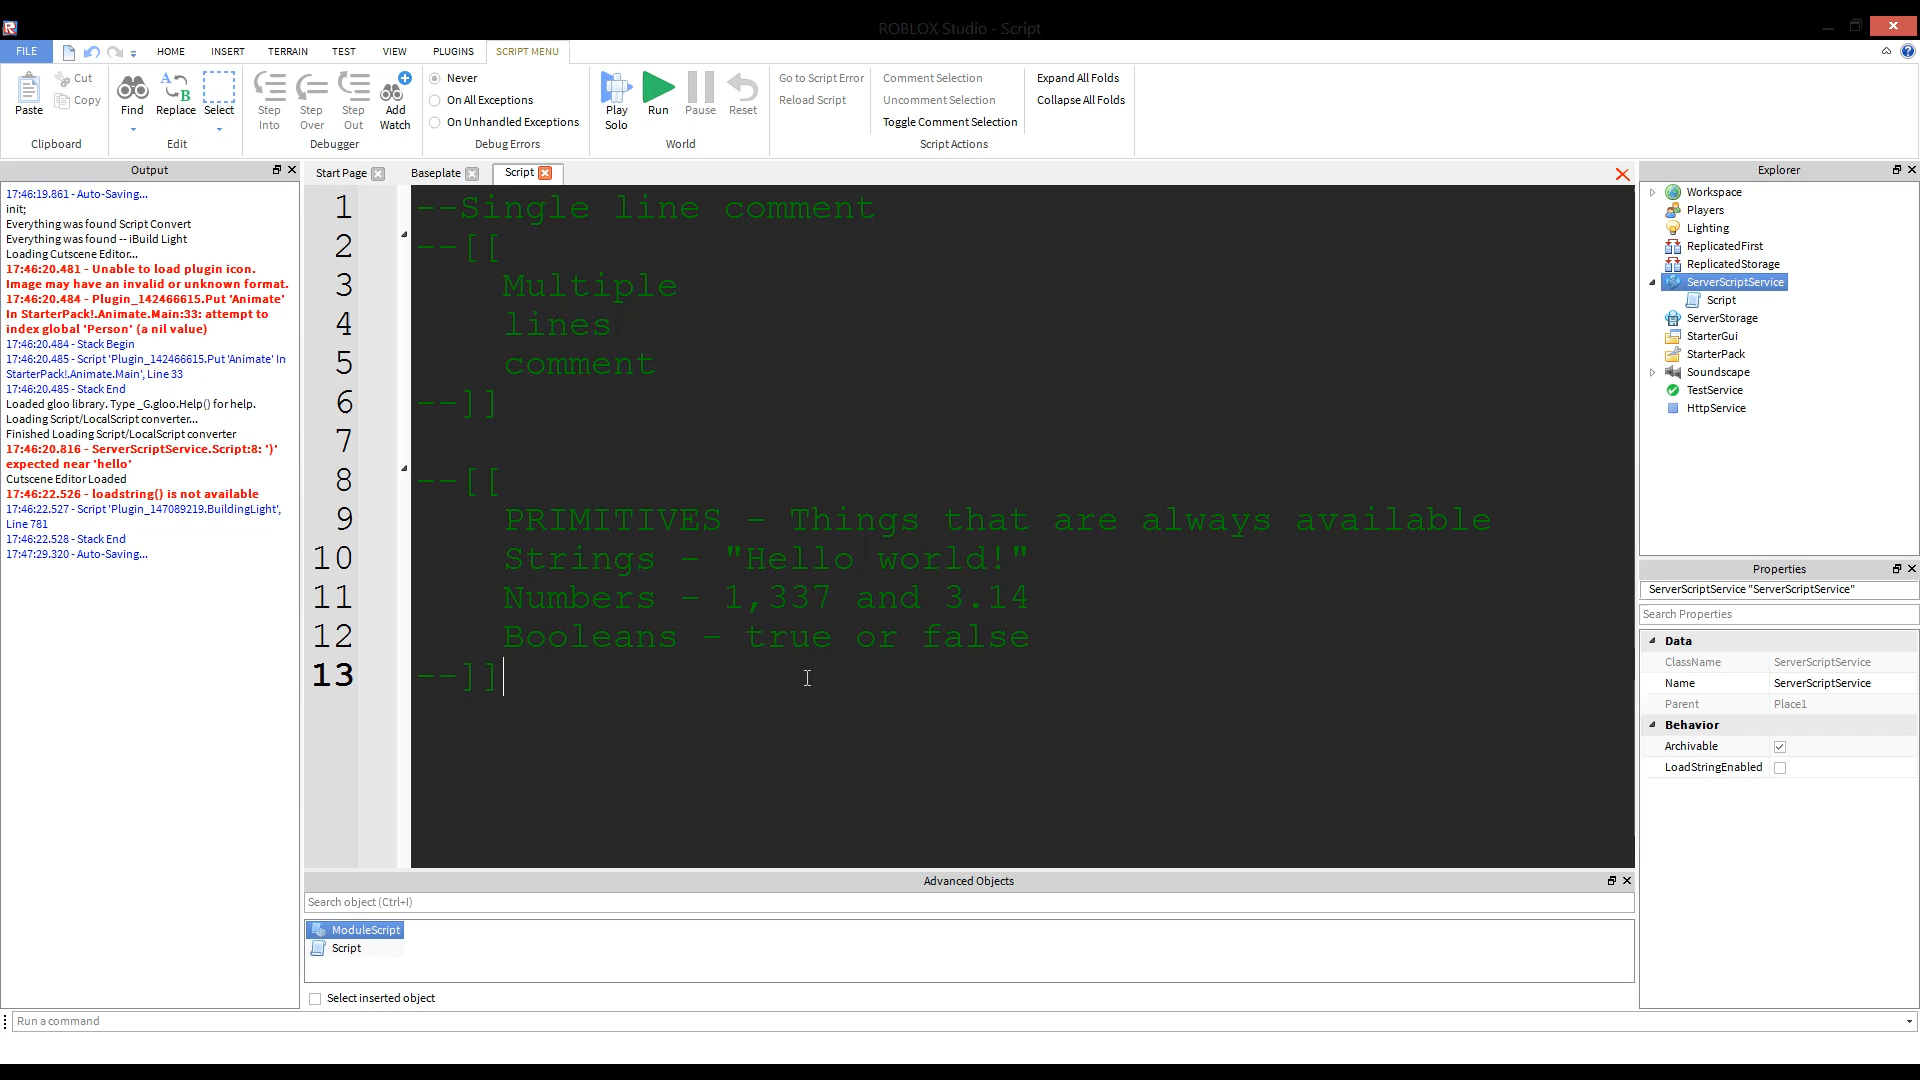 ROBLOX Studio - Script
FILE
HOME
INSERT
TERRAIN
TEST
VIEW
PLUGINS
SCRIPT MENU
Paste
Cut
Copy
Clipboard
Find
Replace
Select
Edit
Step Into
Step Over
Step Out
Add Watch
Debugger
Never
On All Exceptions
On Unhandled Exceptions
Debug Errors
Play Solo
Run
Pause
Reset
World
Go to Script Error
Reload Script
Comment Selection
Uncomment Selection
Toggle Comment Selection
Script Actions
Expand All Folds
Collapse All Folds
Output
17:46:19.861 - Auto-Saving...
init;
Everything was found Script Convert
Everything was found -- iBuild Light
Loading Cutscene Editor...
17:46:20.481 - Unable to load plugin icon.
Image may have an invalid or unknown format.
17:46:20.484 - Plugin_142466615.Put 'Animate'
In StarterPack!.Animate.Main:33: attempt to
index global 'Person' (a nil value)
17:46:20.484 - Stack Begin
17:46:20.485 - Script 'Plugin_142466615.Put 'Animate' In
StarterPack!.Animate.Main', Line 33
17:46:20.485 - Stack End
Loaded gloo library. Type _G.gloo.Help() for help.
Loading Script/LocalScript converter...
Finished Loading Script/LocalScript converter
17:46:20.816 - ServerScriptService.Script:8: ')'
expected near 'hello'
Cutscene Editor Loaded
17:46:22.526 - loadstring() is not available
17:46:22.527 - Script 'Plugin_147089219.BuildingLight',
Line 781
17:46:22.528 - Stack End
17:47:29.320 - Auto-Saving...
Start Page
Baseplate
Script
1 --Single line comment
2 --[[
3 Multiple
4 lines
5 comment
6 --]]
7
8 --[[
9 PRIMITIVES - Things that are always available
10 Strings - "Hello world!"
11 Numbers - 1,337 and 3.14
12 Booleans - true or false
13 --]]
Advanced Objects
Search object (Ctrl+I)
ModuleScript
Script
Select inserted object
Run a command
Explorer
Workspace
Players
Lighting
ReplicatedFirst
ReplicatedStorage
ServerScriptService
Script
ServerStorage
StarterGui
StarterPack
Soundscape
TestService
HttpService
Properties
ServerScriptService "ServerScriptService"
Search Properties
Data
ClassName ServerScriptService
Name ServerScriptService
Parent Place1
Behavior
Archivable
LoadStringEnabled